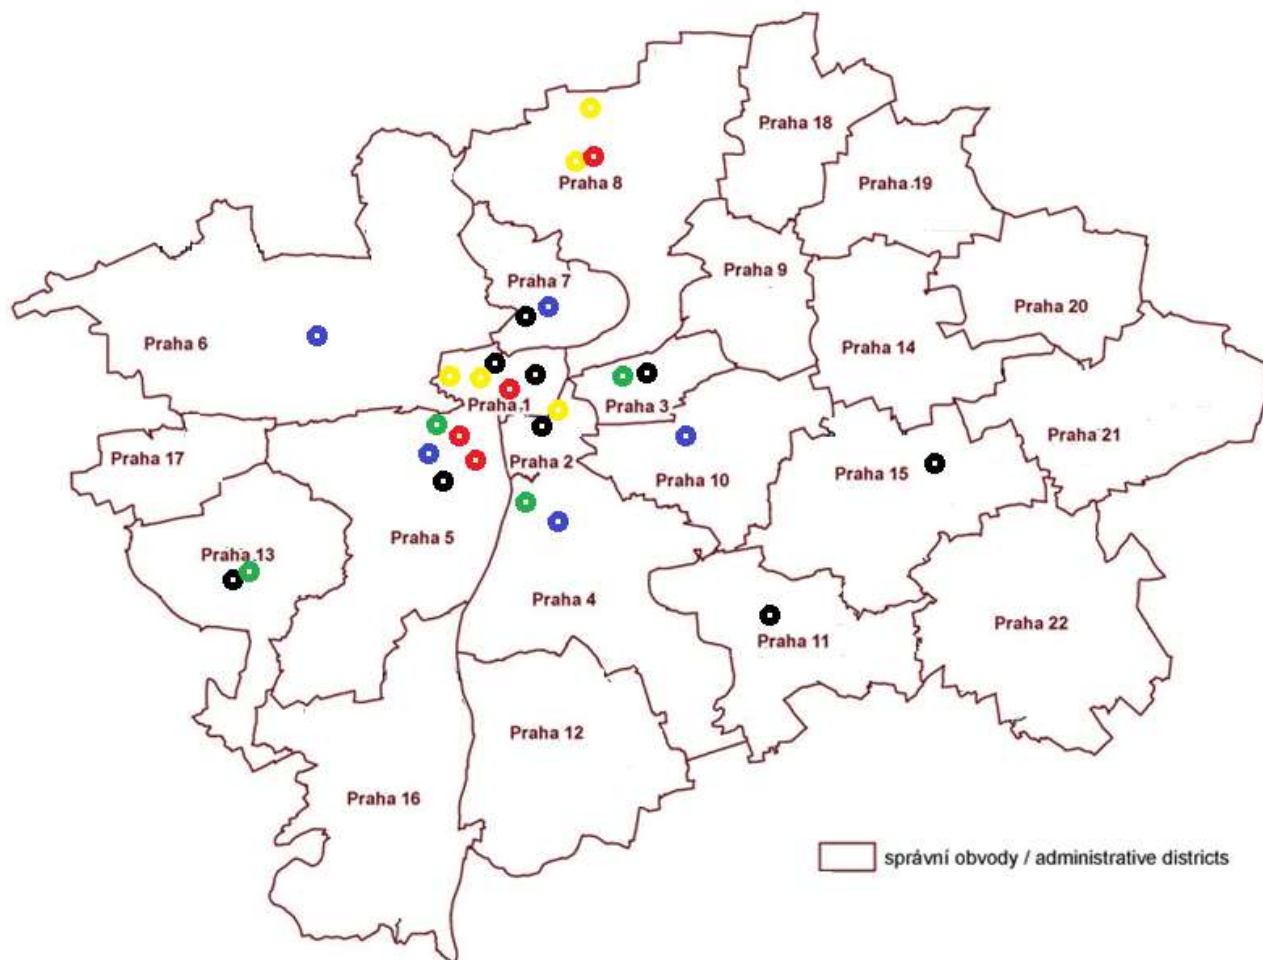 Praha 18
Praha 8
Praha 19
Praha 9
Praha 7
Praha 20
Praha 6
Praha 14
Praha 1
Praha 3
Praha 21
Praha 17
Praha 2
Praha 10
Praha 15
Praha 5
Praha 13
Praha 4
Praha 22
Praha 11
Praha 12
Praha 16
správní obvody / administrative districts